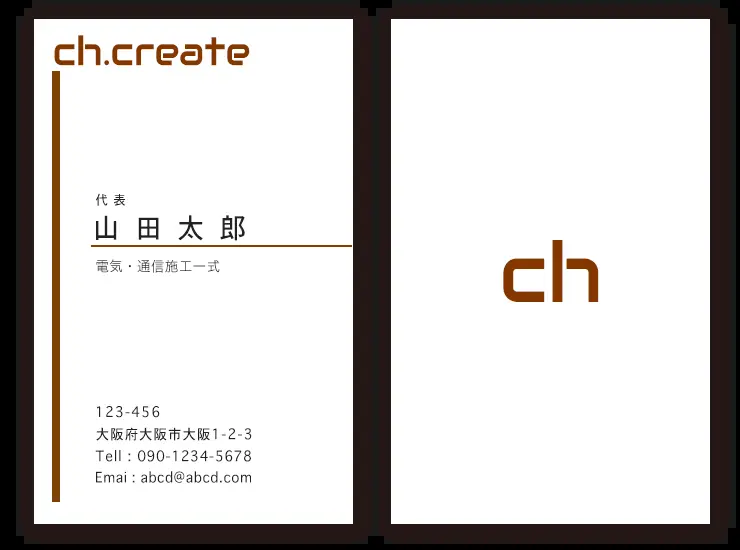 ch.create
代表
山田太郎
電気・通信施工一式
123-456
大阪府大阪市大阪1-2-3
Tell : 090-1234-5678
Emai : abcd@abcd.com
ch